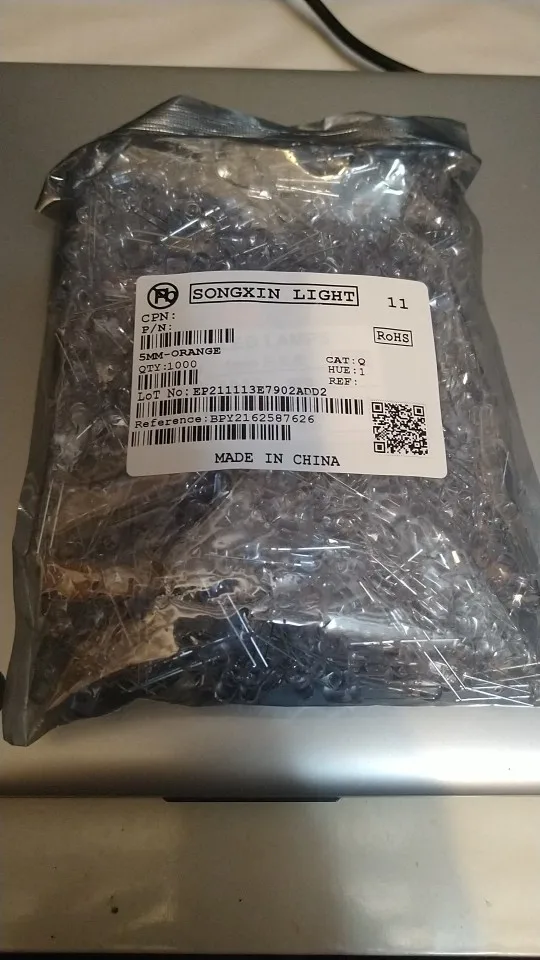 Pb
SONGXIN LIGHT 11
CPN:
P/N:
RoHS
5MM-ORANGE
QTY:1000
CAT:Q
HUE:1
REF:
LOT No:EP211113E7902ADD2
Reference:BPY2162587626
MADE IN CHINA